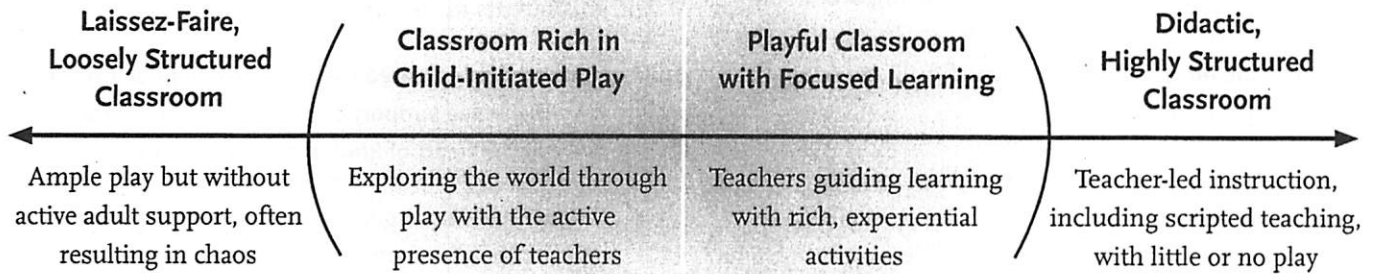 Laissez-Faire,
Loosely Structured
Classroom
Classroom Rich in
Child-Initiated Play
Playful Classroom
with Focused Learning
Didactic,
Highly Structured
Classroom
Ample play but without
active adult support, often
resulting in chaos
Exploring the world through
play with the active
presence of teachers
Teachers guiding learning
with rich, experiential
activities
Teacher-led instruction,
including scripted teaching,
with little or no play